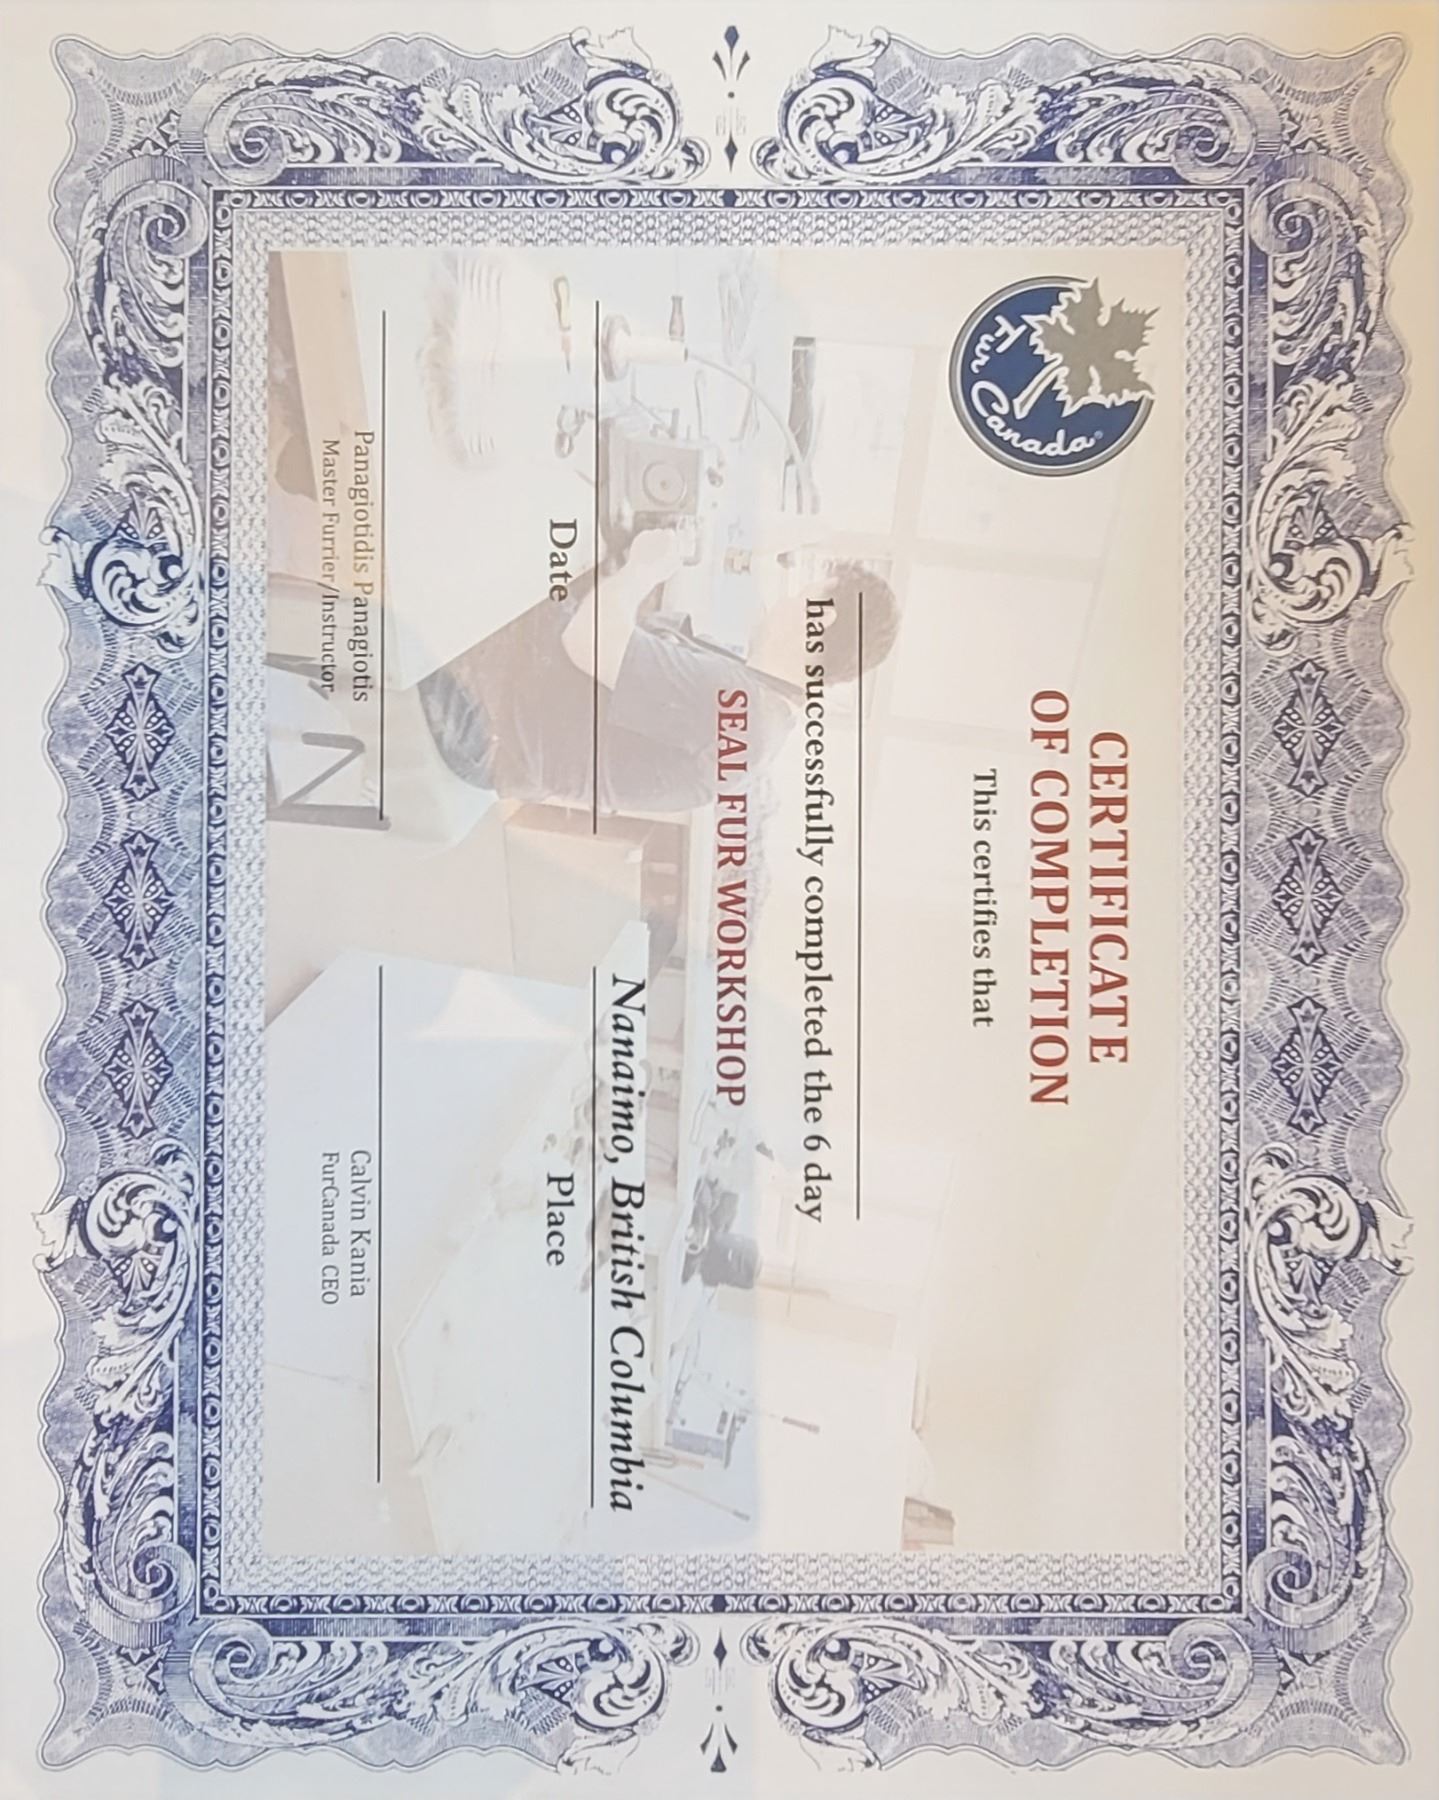 Fur Canada
CERTIFICATE
OF COMPLETION
This certifies that
has successfully completed the 6 day
SEAL FUR WORKSHOP
Nanaimo, British Columbia
Date
Place
Panagiotidis Panagiotis
Master Furrier/Instructor
Calvin Kania
FurCanada CEO